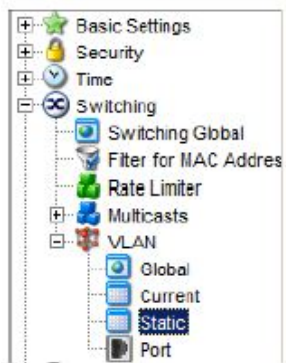 Basic Settings
Security
Time
Switching
Switching Global
Filter for MAC Addres
Rate Limiter
Multicasts
VLAN
Global
Current
Static
Port